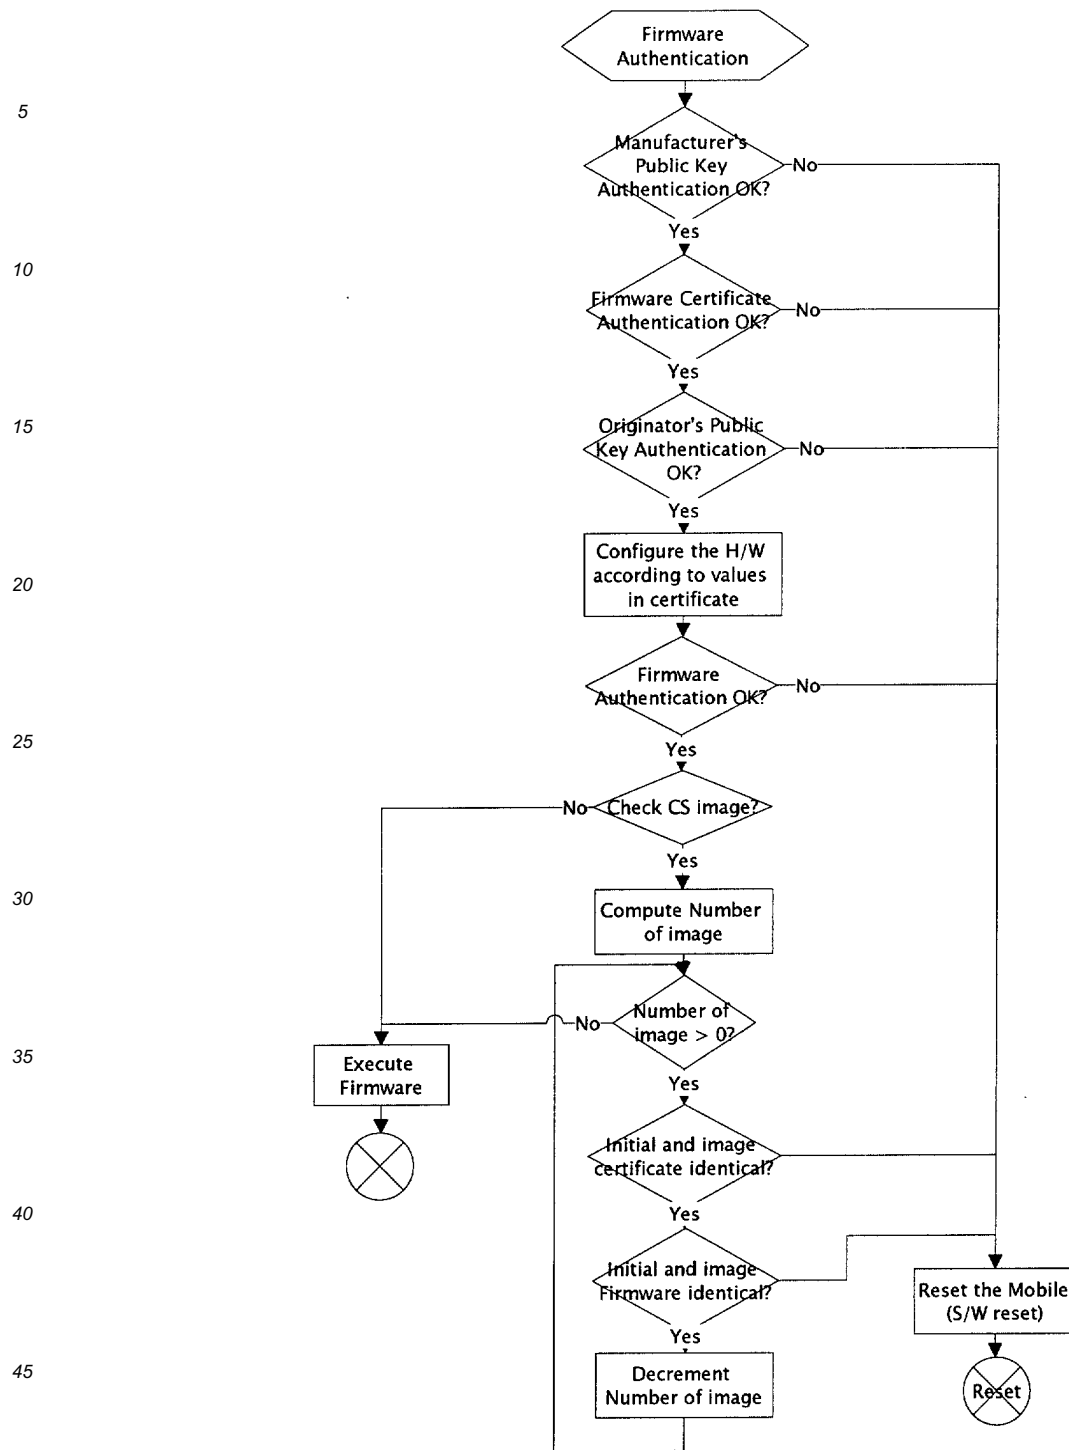 Firmware
Authentication
5
Manufacturer's
Public Key
Authentication OK?
No
Yes
10
Firmware Certificate
Authentication OK?
No
Yes
15
Originator's Public
Key Authentication
OK?
No
Yes
Configure the H/W
according to values
in certificate
20
Firmware
Authentication OK?
No
25
Yes
Check CS image?
No
Yes
30
Compute Number
of image
Number of
image > 0?
No
35
Execute
Firmware
Yes
Initial and image
certificate identical?
40
Yes
Initial and image
Firmware identical?
Reset the Mobile
(S/W reset)
Yes
45
Decrement
Number of image
Reset